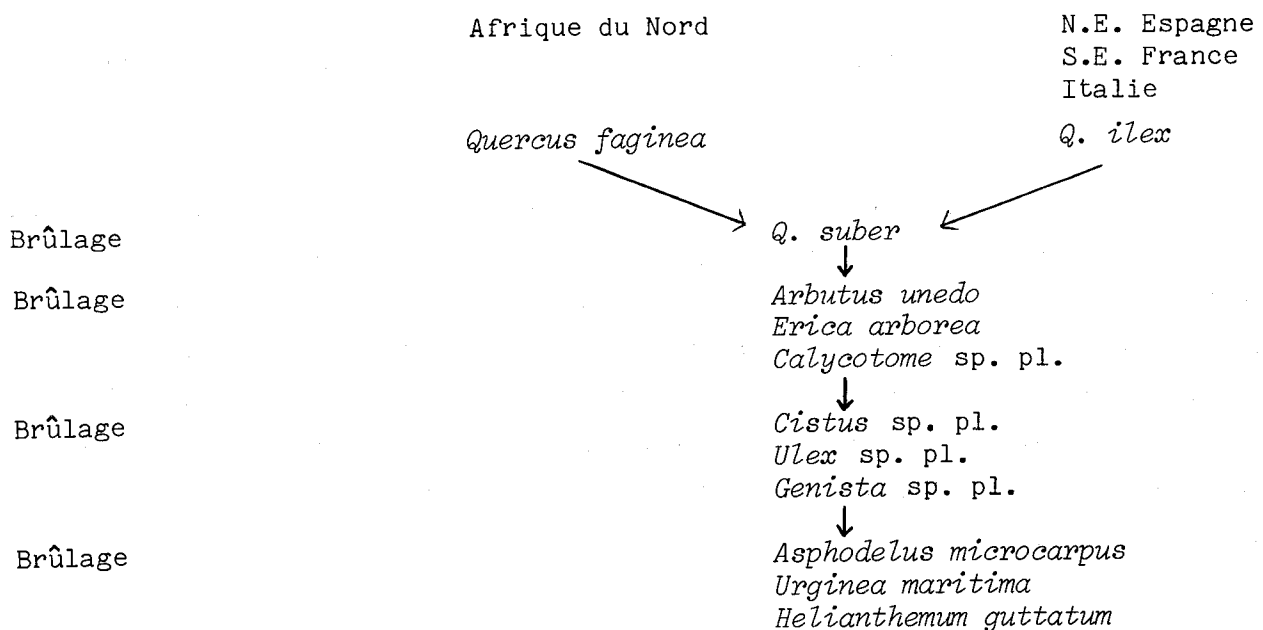 Afrique du Nord
N.E. Espagne
S.E. France
Italie
Quercus faginea
Q. ilex
Brûlage
Q. suber
Brûlage
Arbutus unedo
Erica arborea
Calycotome sp. pl.
Brûlage
Cistus sp. pl.
Ulex sp. pl.
Genista sp. pl.
Brûlage
Asphodelus microcarpus
Urginea maritima
Helianthemum guttatum